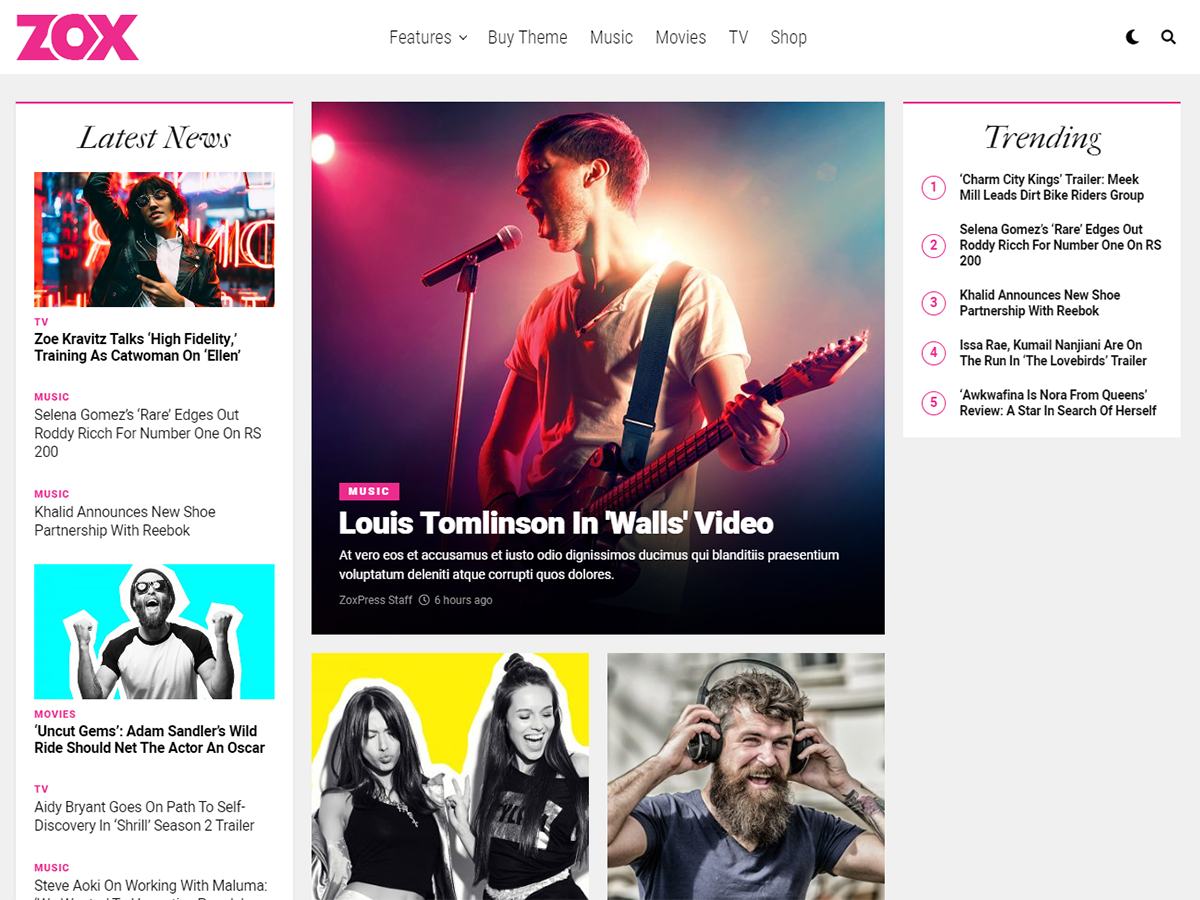 ZOX
Features
Buy Theme
Music
Movies
TV
Shop
Latest News
TV
Zoe Kravitz Talks ‘High Fidelity,’
Training As Catwoman On ‘Ellen’
MUSIC
Selena Gomez’s ‘Rare’ Edges Out
Roddy Ricch For Number One On RS
200
MUSIC
Khalid Announces New Shoe
Partnership With Reebok
MOVIES
‘Uncut Gems’: Adam Sandler’s Wild
Ride Should Net The Actor An Oscar
TV
Aidy Bryant Goes On Path To Self-
Discovery In ‘Shrill’ Season 2 Trailer
MUSIC
Steve Aoki On Working With Maluma:
MUSIC
Louis Tomlinson In 'Walls' Video
At vero eos et accusamus et iusto odio dignissimos ducimus qui blanditiis praesentium
voluptatum deleniti atque corrupti quos dolores.
ZoxPress Staff 6 hours ago
Trending
1
‘Charm City Kings’ Trailer: Meek
Mill Leads Dirt Bike Riders Group
2
Selena Gomez’s ‘Rare’ Edges Out
Roddy Ricch For Number One On RS
200
3
Khalid Announces New Shoe
Partnership With Reebok
4
Issa Rae, Kumail Nanjiani Are On
The Run In ‘The Lovebirds’ Trailer
5
‘Awkwafina Is Nora From Queens’
Review: A Star In Search Of Herself